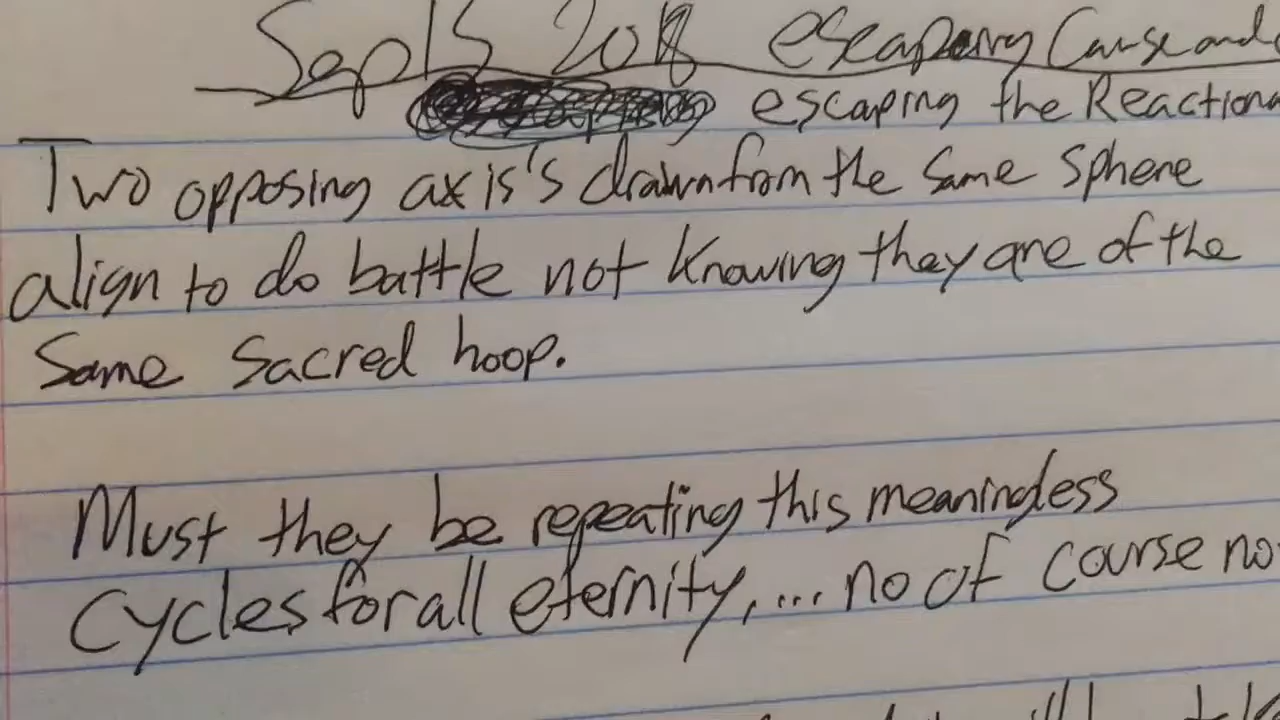 Sep 15 2018 escaping Cause and
escaping the Reaction
Two opposing axis's drawn from the Same Sphere
align to do battle not Knowing they are of the
Same Sacred hoop.
Must they be repeating this meaningless
Cycles for all eternity,... no of course no